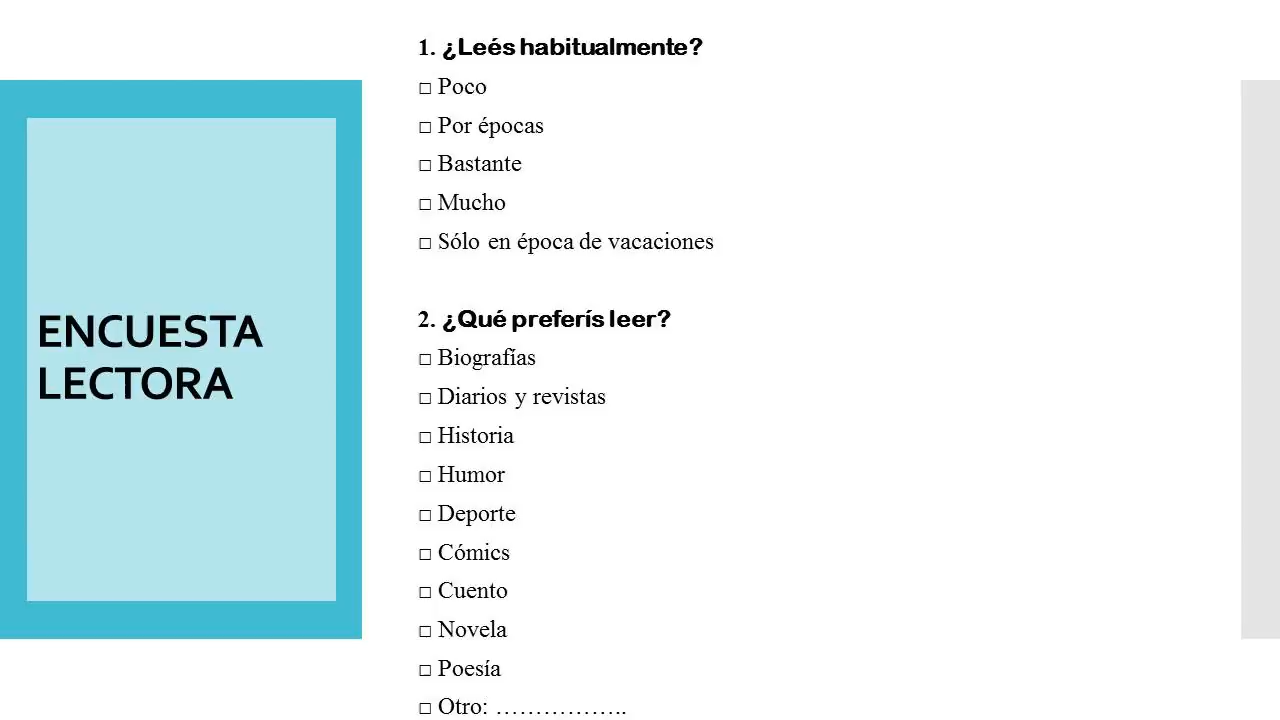 ENCUESTA
LECTORA
1. ¿Leés habitualmente?
□ Poco
□ Por épocas
□ Bastante
□ Mucho
□ Sólo en época de vacaciones
2. ¿Qué preferís leer?
□ Biografías
□ Diarios y revistas
□ Historia
□ Humor
□ Deporte
□ Cómics
□ Cuento
□ Novela
□ Poesía
□ Otro: ……………..